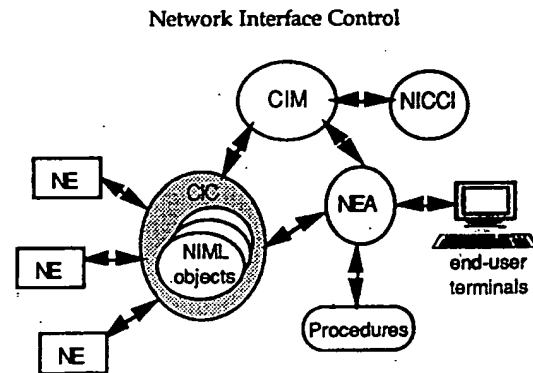 Network Interface Control
CIM
NICCI
NE
CIC
NEA
NE
NIML
objects
end-user
terminals
NE
Procedures